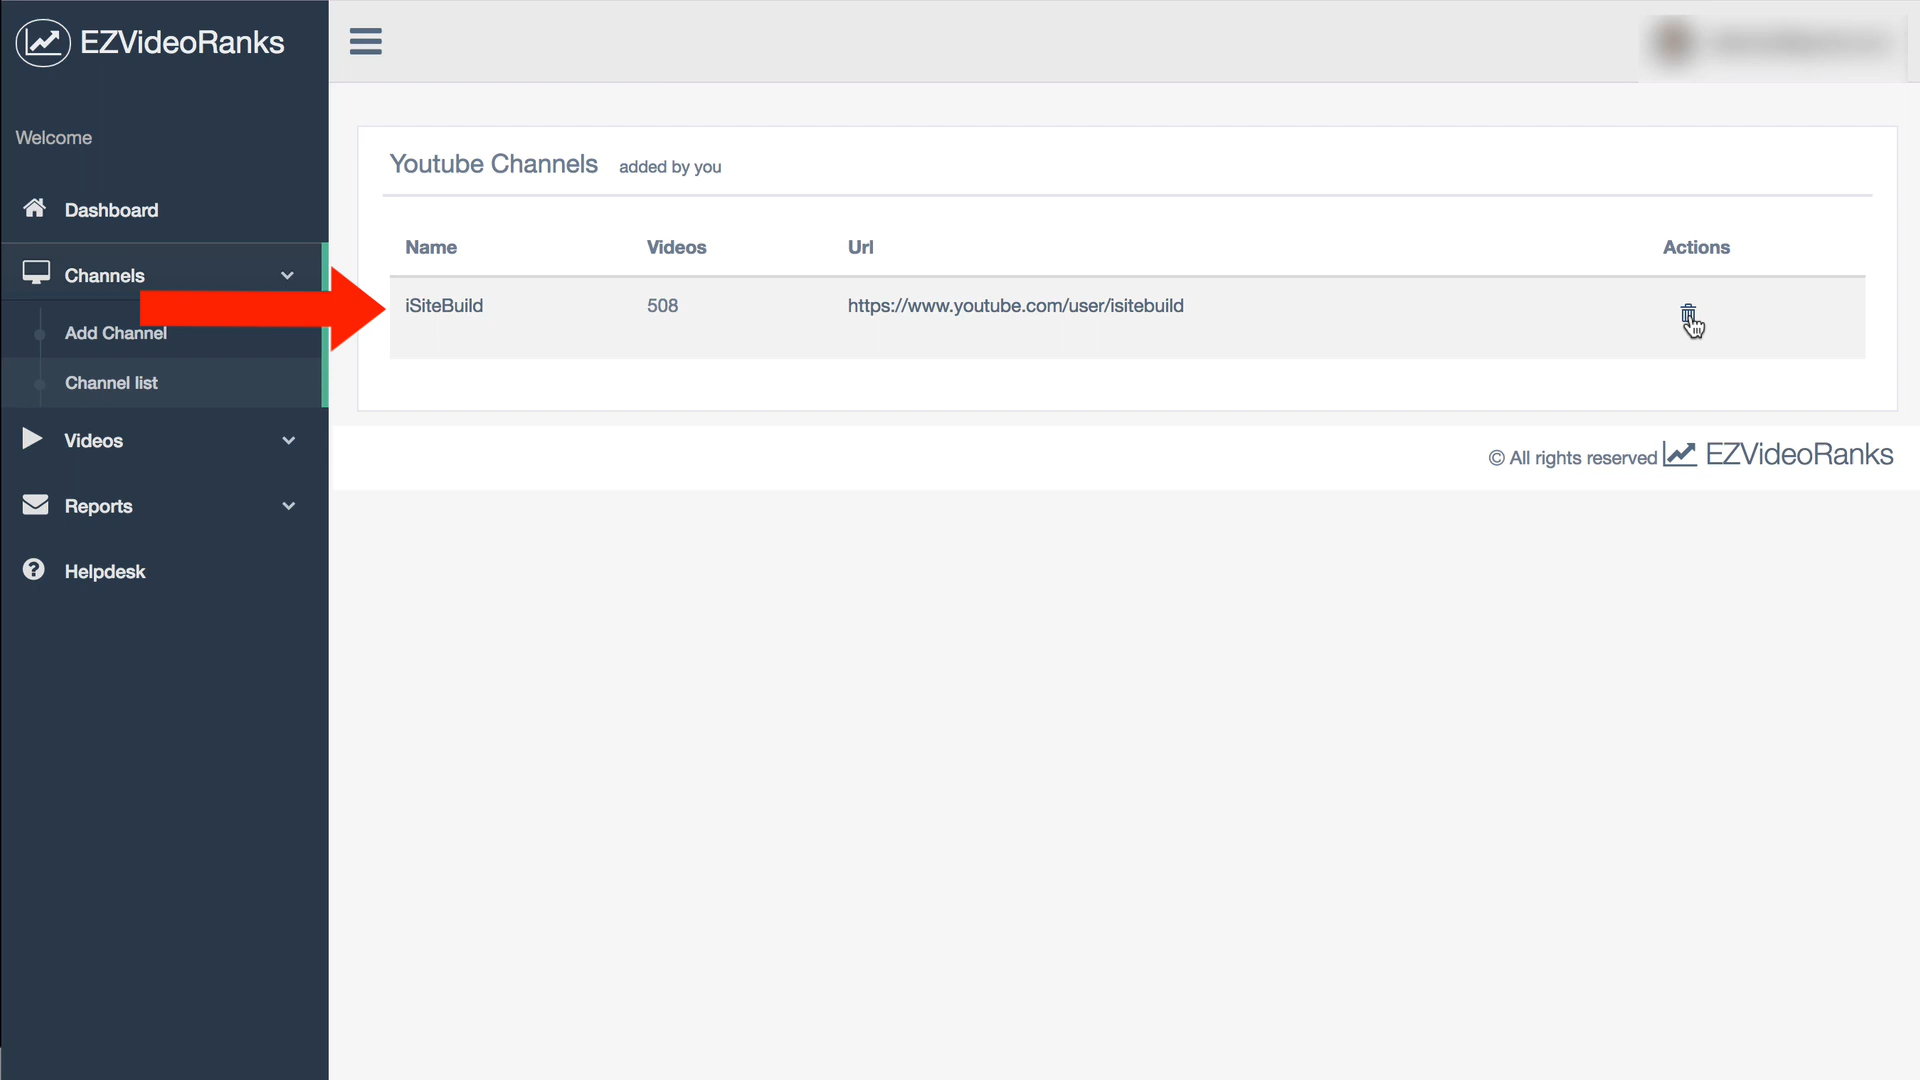 EZVideoRanks
Welcome
Dashboard
Channels
Add Channel
Channel list
Videos
Reports
Helpdesk
Youtube Channels added by you
Name Videos Url Actions
iSiteBuild 508 https://www.youtube.com/user/isitebuild
© All rights reserved EZVideoRanks